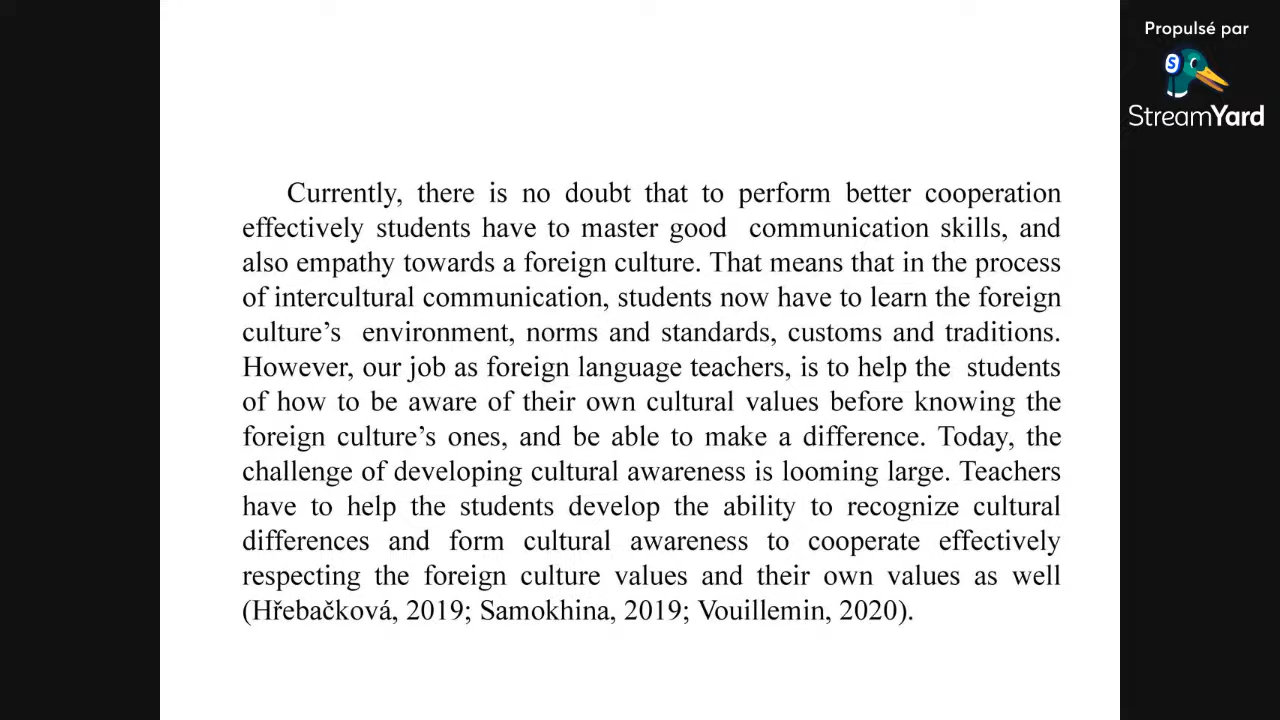 Propulsé par
StreamYard
Currently, there is no doubt that to perform better cooperation
effectively students have to master good communication skills, and
also empathy towards a foreign culture. That means that in the process
of intercultural communication, students now have to learn the foreign
culture’s environment, norms and standards, customs and traditions.
However, our job as foreign language teachers, is to help the students
of how to be aware of their own cultural values before knowing the
foreign culture’s ones, and be able to make a difference. Today, the
challenge of developing cultural awareness is looming large. Teachers
have to help the students develop the ability to recognize cultural
differences and form cultural awareness to cooperate effectively
respecting the foreign culture values and their own values as well
(Hřebačková, 2019; Samokhina, 2019; Vouillemin, 2020).